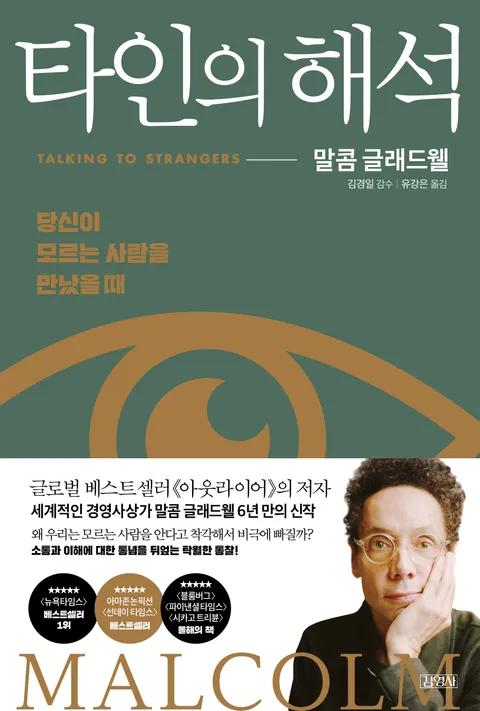 타인의 해석
TALKING TO STRANGERS
말콤 글래드웰
김경일 감수 | 유강은 옮김
당신이
모르는 사람을
만났을 때
글로벌 베스트셀러《아웃라이어》의 저자
세계적인 경영사상가 말콤 글래드웰 6년 만의 신작
왜 우리는 모르는 사람을 안다고 착각해서 비극에 빠질까?
소통과 이해에 대한 통념을 뒤엎는 탁월한 통찰!
★★★★★
〈뉴욕타임스〉
베스트셀러
1위
★★★★★
아마존논픽션
〈선데이 타임스〉
베스트셀러
★★★★★
〈블룸버그〉
〈파이낸셜타임스〉
〈시카고 트리뷴〉
올해의 책
MALCOLM
김영사